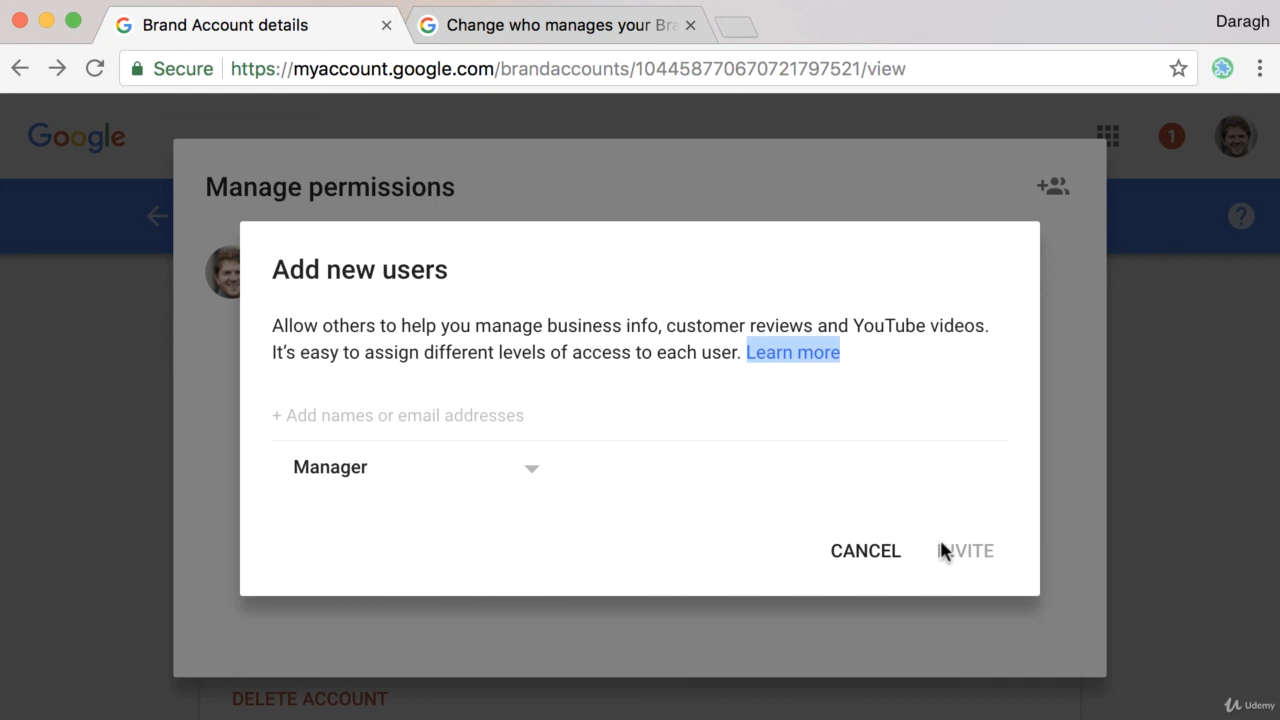 Brand Account details
Change who manages your Bra
Daragh
Secure
https://myaccount.google.com/brandaccounts/104458770670721797521/view
Google
1
Manage permissions
Add new users
Allow others to help you manage business info, customer reviews and YouTube videos.
It's easy to assign different levels of access to each user. Learn more
+ Add names or email addresses
Manager
CANCEL INVITE
DELETE ACCOUNT
Udemy